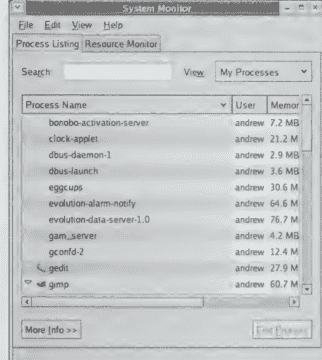 System Monitor
File Edit View Help
Process Listing Resource Monitor
Search View My Processes
Process Name User Memor
bonobo-activation-server andrew 7.2 MB
clock-applet andrew 21.2 M
dbus-daemon-1 andrew 2.9 MB
dbus-launch andrew 3.6 MB
eggcups andrew 30.6 M
evolution-alarm-notify andrew 64.6 M
evolution-data-server-1.0 andrew 76.7 M
gam_server andrew 4.2 MB
gconfd-2 andrew 12.4 M
gedit andrew 27.9 M
gimp andrew 60.7 M
More Info >> End Process